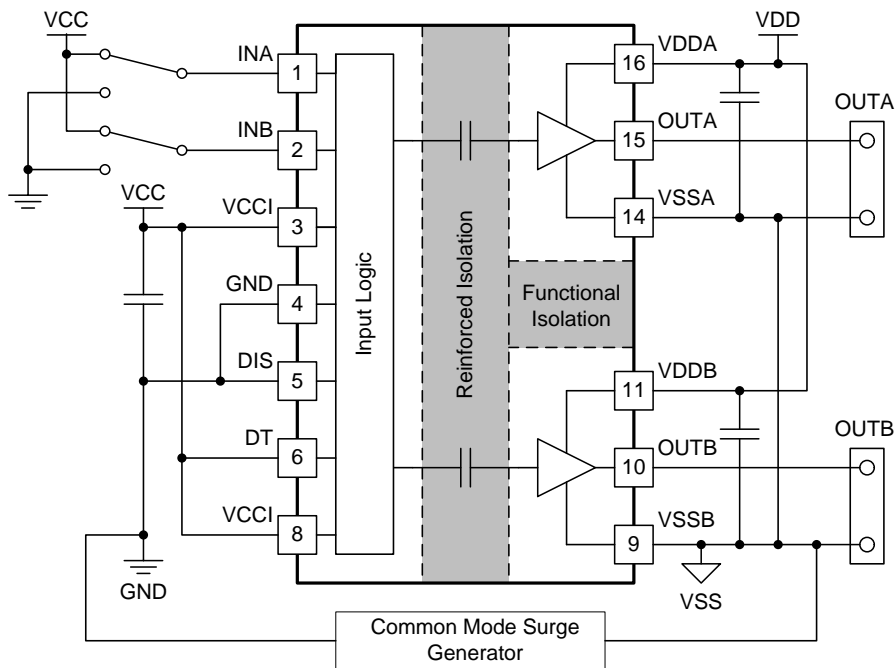 VCC
INA
1
INB
2
VCC
VCCI
3
GND
4
DIS
5
DT
6
VCCI
8
GND
Input Logic
Reinforced Isolation
Functional
Isolation
VDDA
16
VDD
OUTA
15
OUTA
VSSA
14
VDDB
11
OUTB
10
OUTB
VSSB
9
VSS
Common Mode Surge
Generator